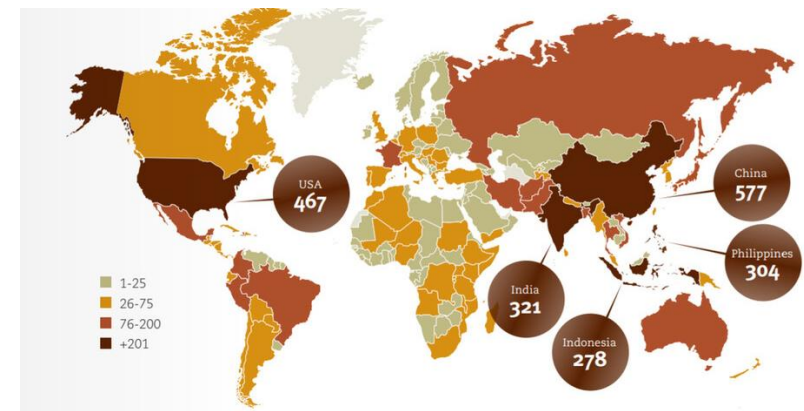 USA
467
China
577
Philippines
304
India
321
Indonesia
278
1-25
26-75
76-200
+201